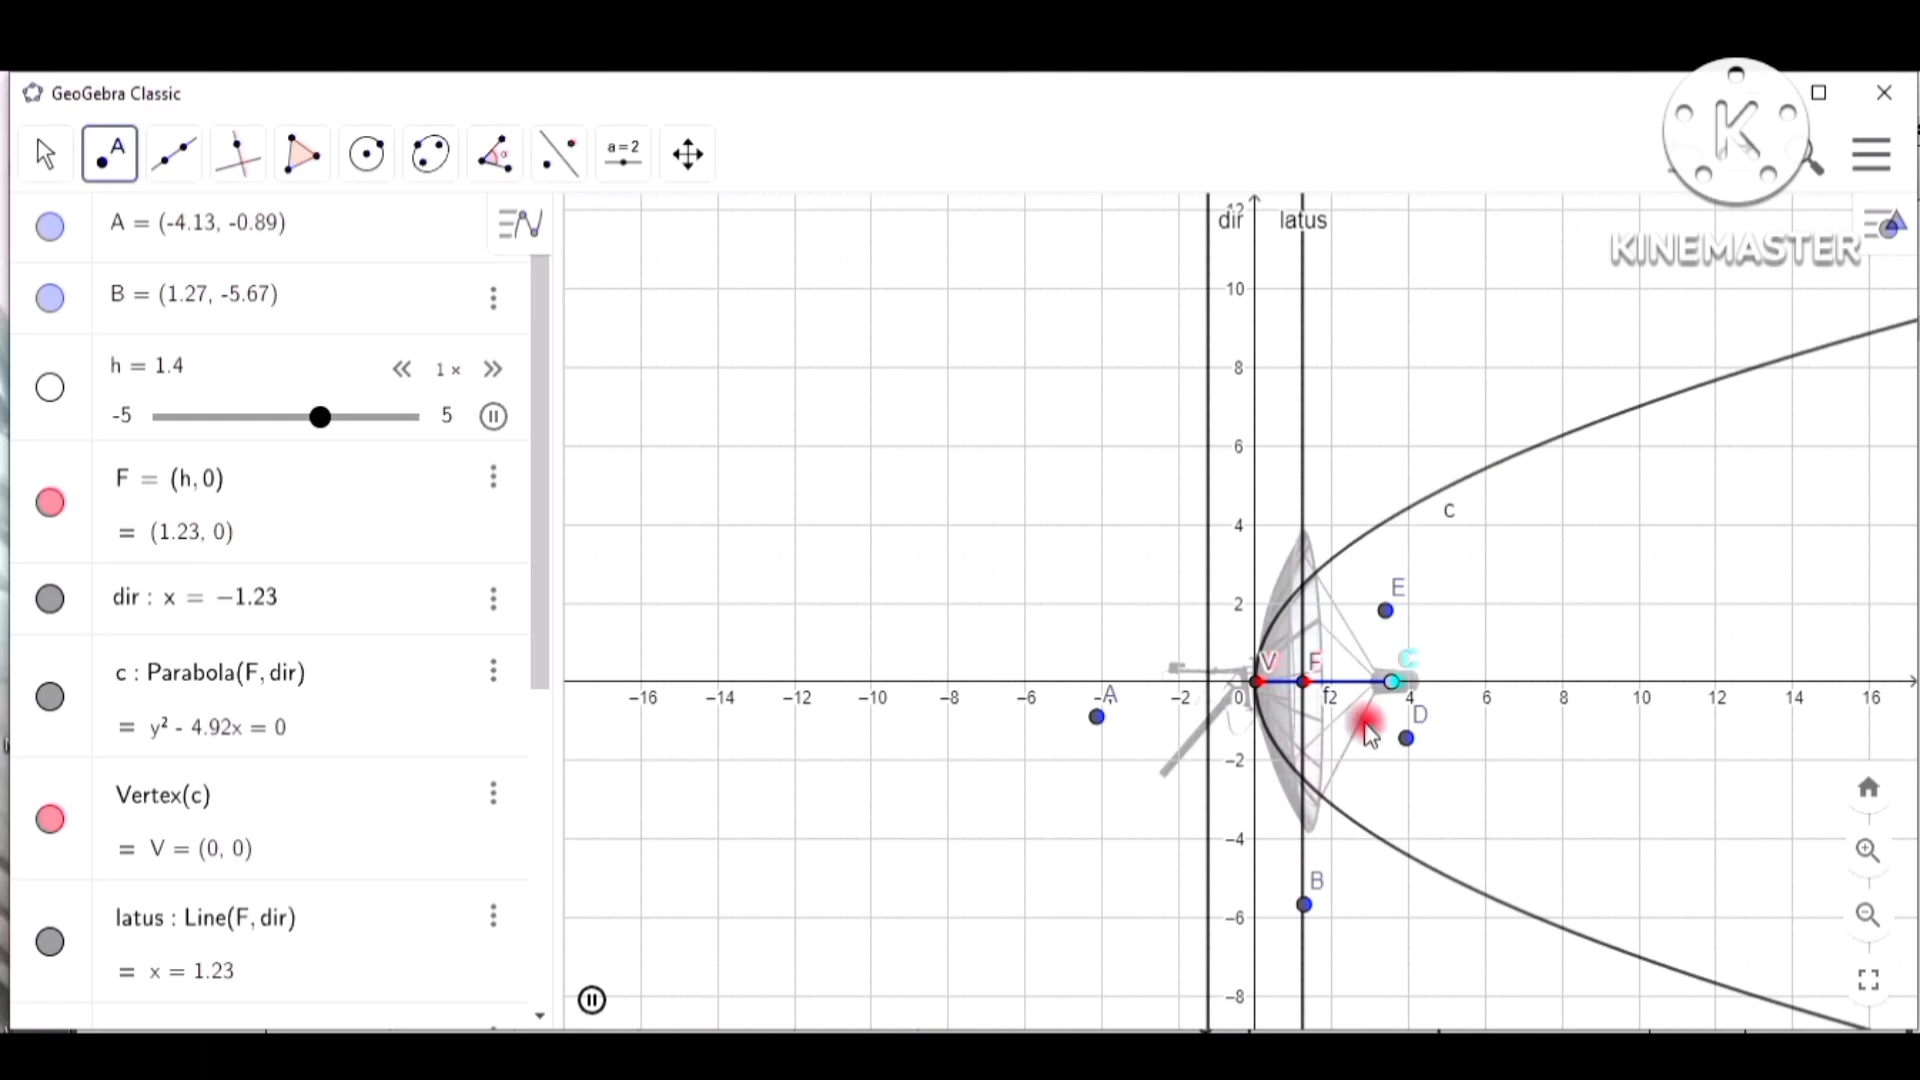 GeoGebra Classic
K
A
a = 2
KINEMASTER
A = (-4.13, -0.89)
B = (1.27, -5.67)
h = 1.4
1 ×
-5
5
F = (h, 0)
= (1.23, 0)
dir : x = −1.23
c : Parabola(F, dir)
= y² - 4.92x = 0
Vertex(c)
= V = (0, 0)
latus : Line(F, dir)
= x = 1.23
12
dir
latus
10
8
6
4
2
c
E
V
F
C
−16
−14
−12
−10
−8
−6
−4
A
−2
0
f
2
4
6
8
10
12
14
16
D
−2
−4
B
−6
−8